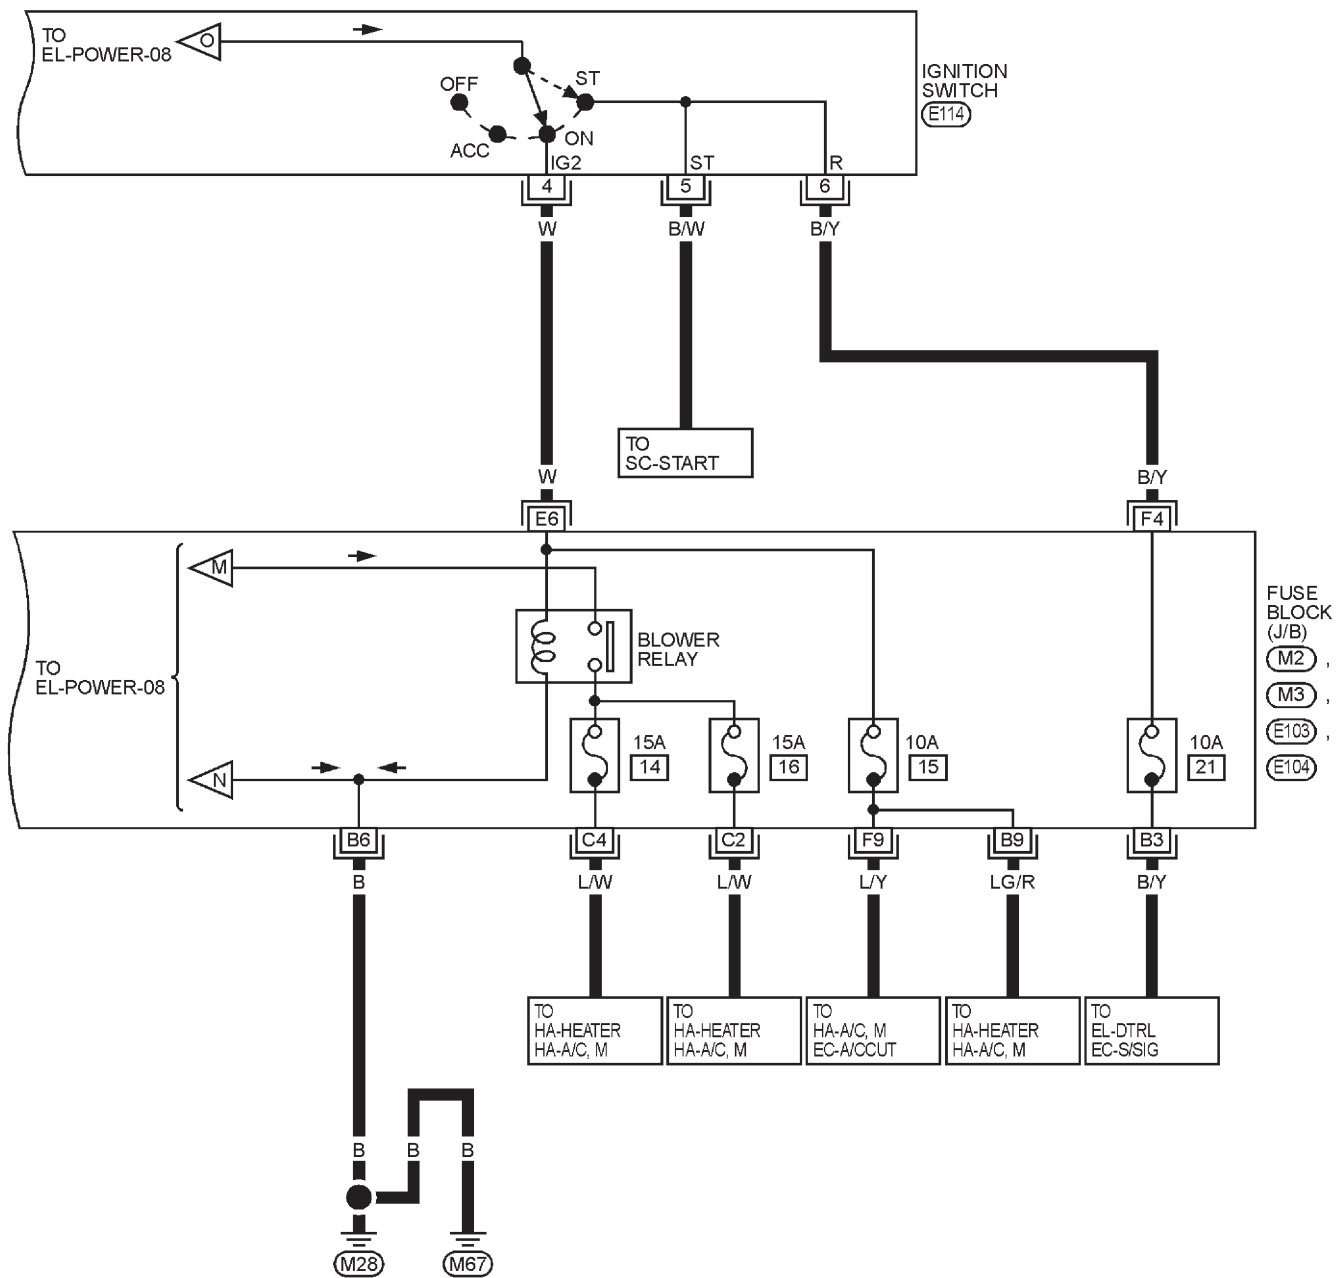 TO
EL-POWER-08
O
OFF
ACC
ST
ON
IG2
ST
R
IGNITION
SWITCH
E114
4
5
6
W
B/W
B/Y
TO
SC-START
W
B/Y
E6
F4
M
TO
EL-POWER-08
N
BLOWER
RELAY
15A
14
15A
16
10A
15
10A
21
FUSE
BLOCK
(J/B)
M2 ,
M3 ,
E103 ,
E104
B6
C4
C2
F9
B9
B3
B
L/W
L/W
L/Y
LG/R
B/Y
TO
HA-HEATER
HA-A/C, M
TO
HA-HEATER
HA-A/C, M
TO
HA-A/C, M
EC-A/CCUT
TO
HA-HEATER
HA-A/C, M
TO
EL-DTRL
EC-S/SIG
B
B
B
M28
M67